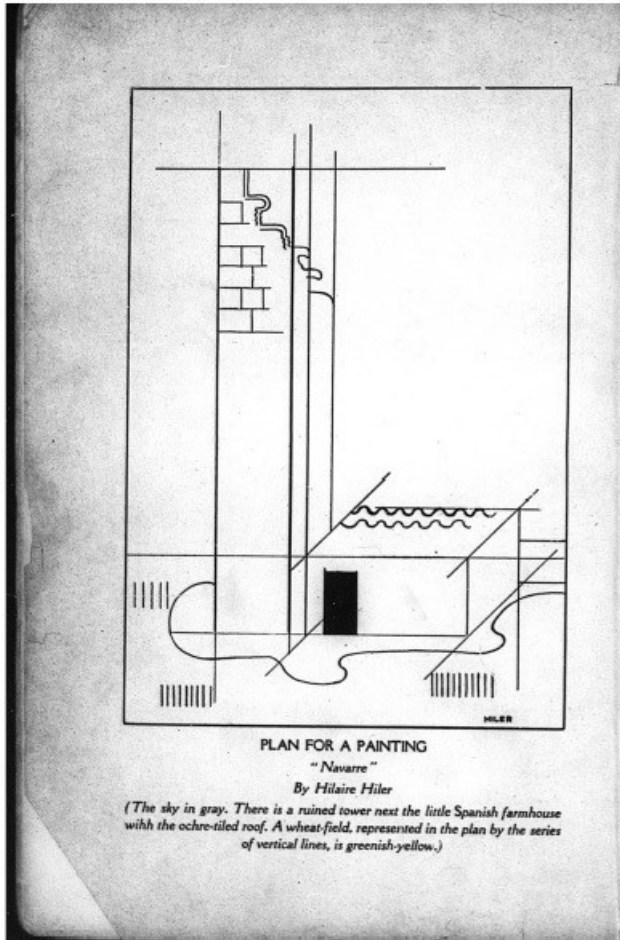 HILER
PLAN FOR A PAINTING
"Navarre"
By Hilaire Hiler
(The sky in gray. There is a ruined tower next the little Spanish farmhouse
wihh the ochre-tiled roof. A wheat-field, represented in the plan by the series
of vertical lines, is greenish-yellow.)